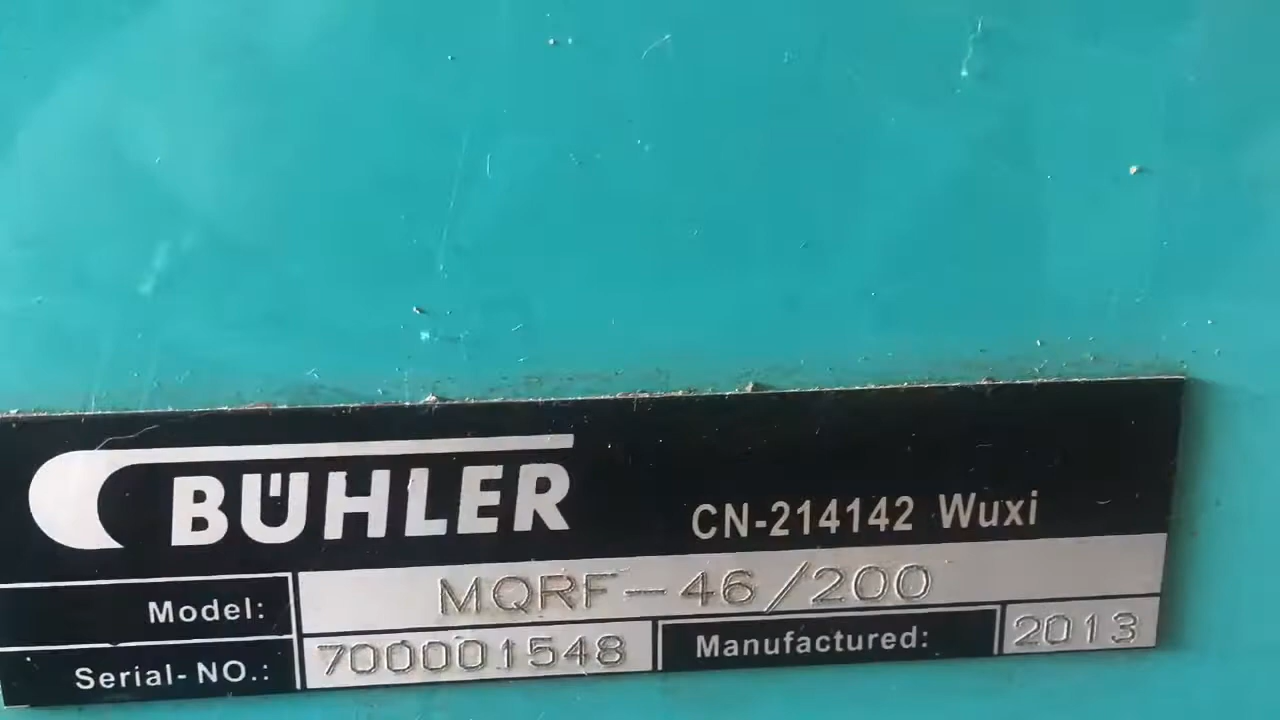 BÜHLER
CN-214142 Wuxi
Model: MQRF-46/200
Serial-NO.: 700001548 Manufactured: 2013